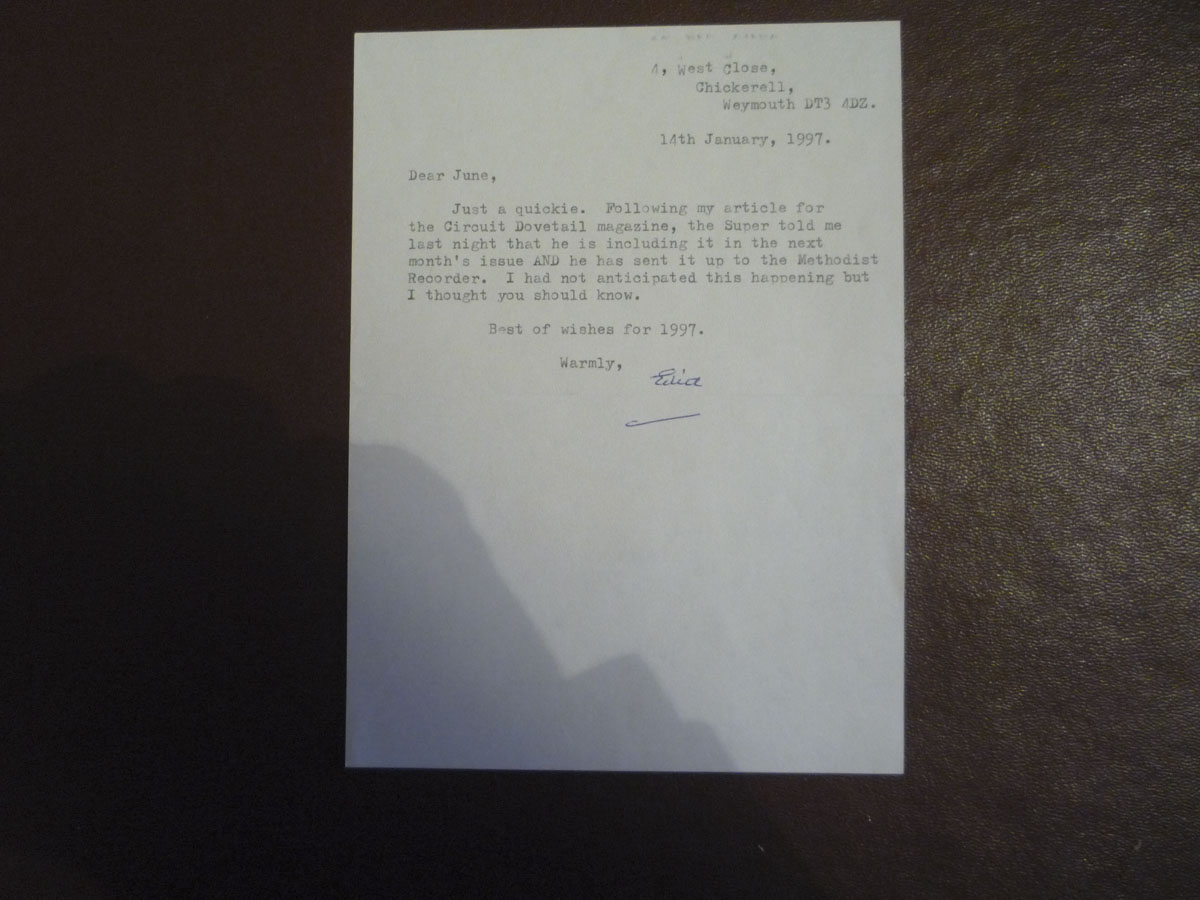 4, West Close,
Chickerell,
Weymouth DT3 4DZ.
14th January, 1997.
Dear June,
Just a quickie. Following my article for
the Circuit Dovetail magazine, the Super told me
last night that he is including it in the next
month's issue AND he has sent it up to the Methodist
Recorder. I had not anticipated this happening but
I thought you should know.
Best of wishes for 1997.
Warmly,